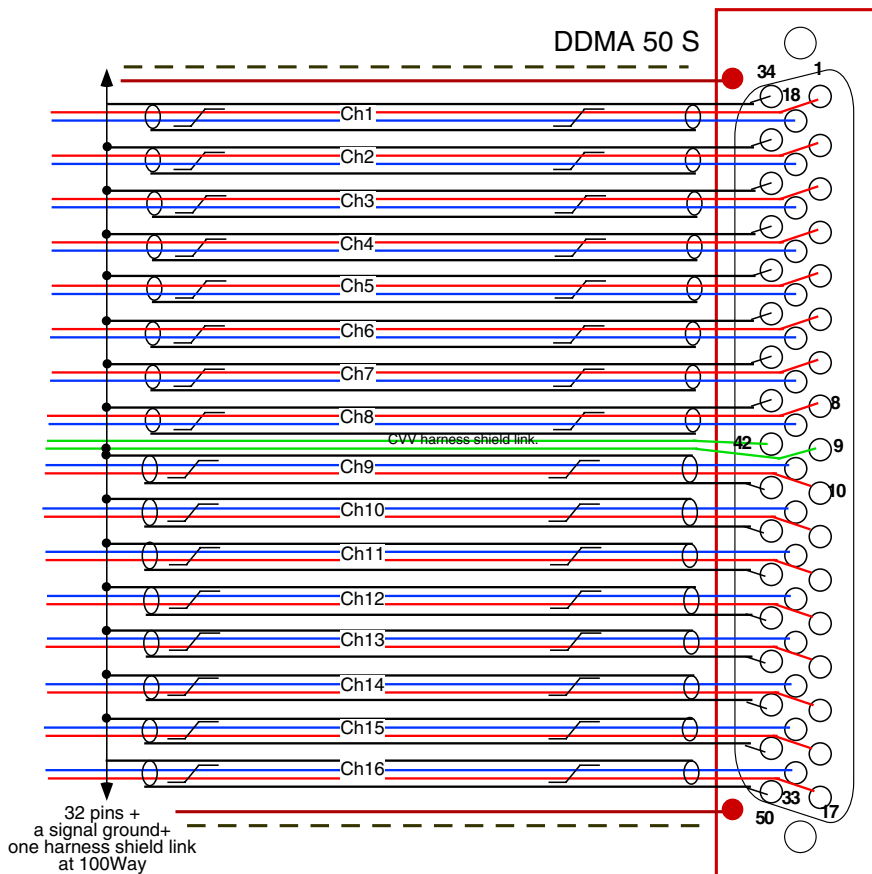 DDMA 50 S
34
1
18
Ch1
Ch2
Ch3
Ch4
Ch5
Ch6
Ch7
Ch8
8
CVV harness shield link.
42
9
Ch9
10
Ch10
Ch11
Ch12
Ch13
Ch14
Ch15
Ch16
33
17
50
32 pins +
a signal ground+
one harness shield link
at 100Way